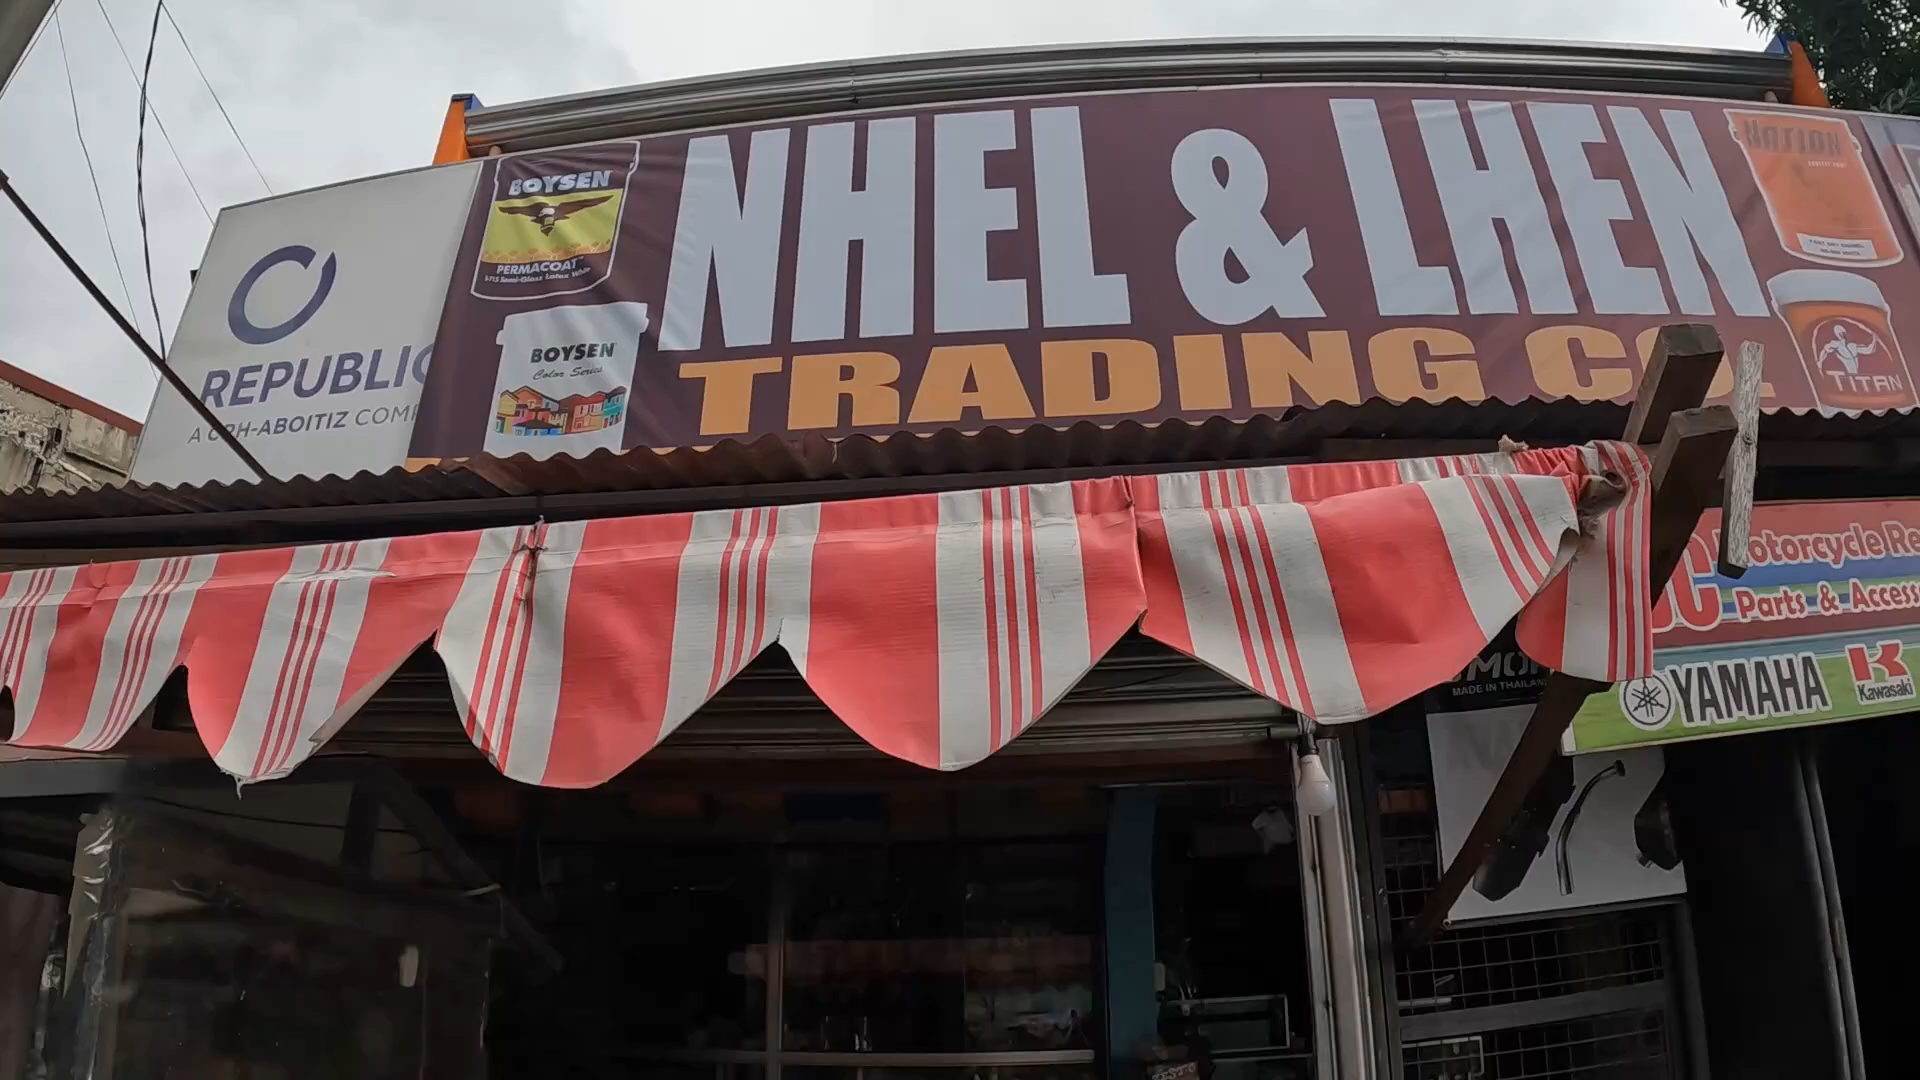 REPUBLIC
A CRH-ABOITIZ COMP
BOYSEN
PERMACOAT
BOYSEN
Color Series
NHEL & LHEN
TRADING CO.
NATION
TITAN
Motorcycle Re
Parts & Access
YAMAHA
Kawasaki
MADE IN THAILAND